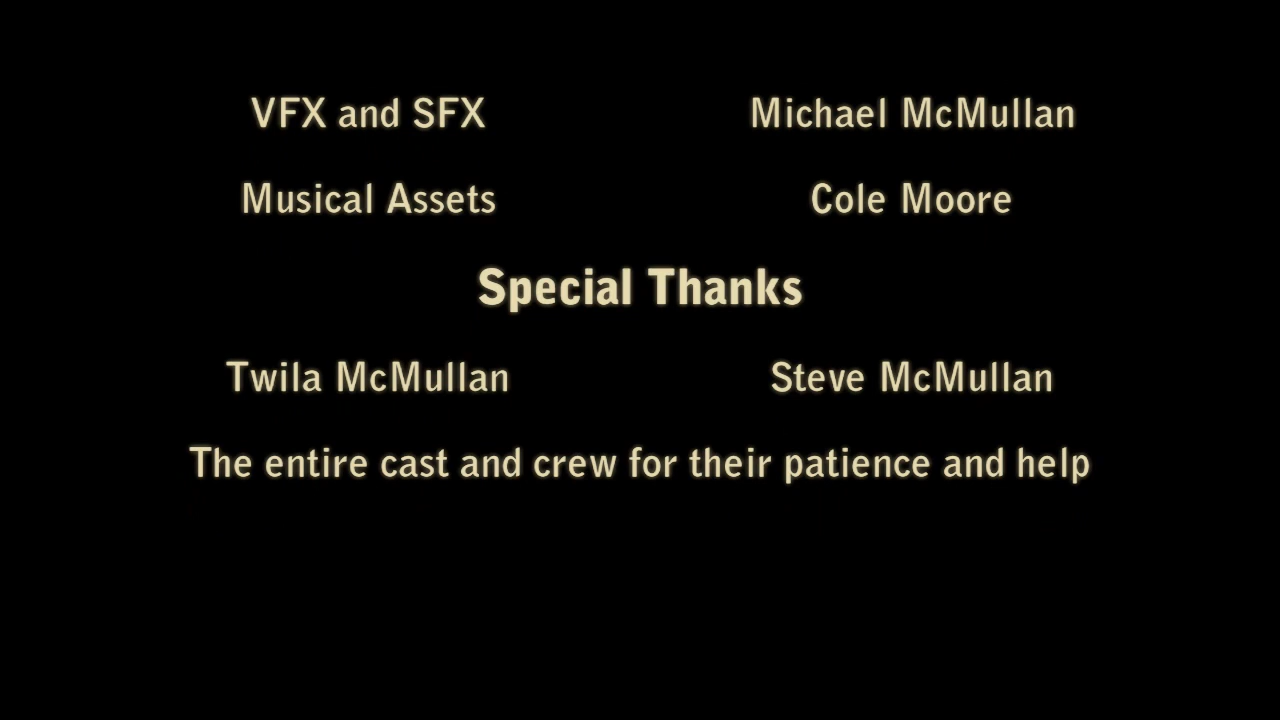 VFX and SFX Michael McMullan
Musical Assets Cole Moore
Special Thanks
Twila McMullan Steve McMullan
The entire cast and crew for their patience and help